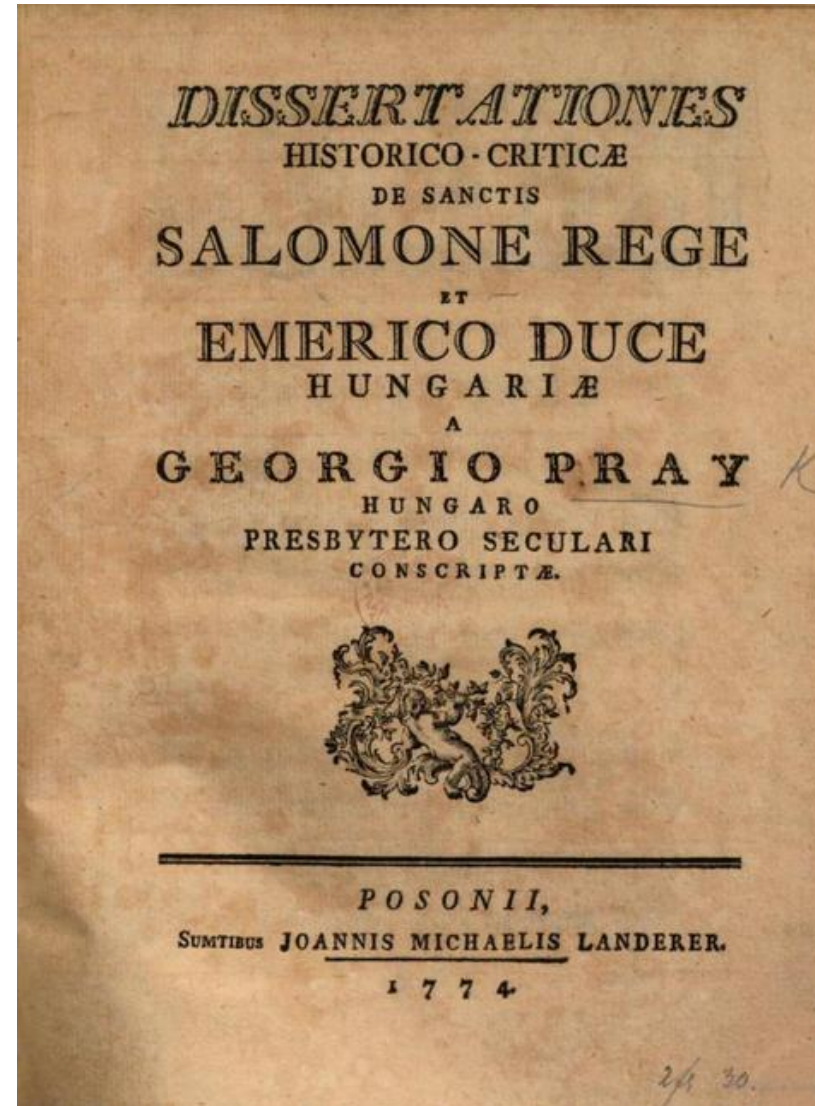 DISSERTATIONES
HISTORICO - CRITICÆ
DE SANCTIS
SALOMONE REGE
ET
EMERICO DUCE
HUNGARIÆ
A
GEORGIO PRAY
HUNGARO
PRESBYTERO SECULARI
CONSCRIPTÆ.
POSONII,
SUMTIBUS JOANNIS MICHAELIS LANDERER.
1774.